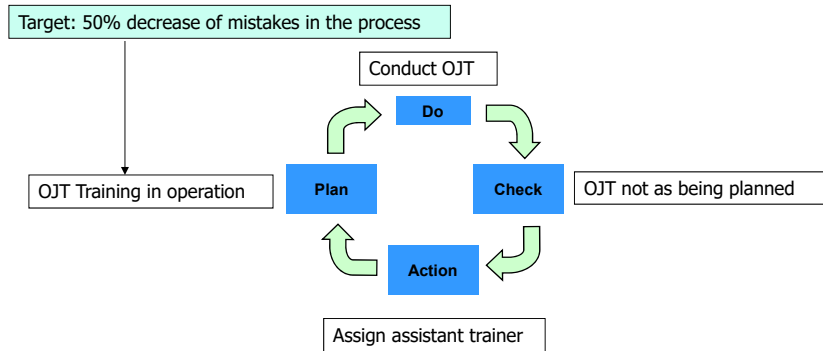 Target: 50% decrease of mistakes in the process
Conduct OJT
Do
OJT Training in operation
Plan
Check
OJT not as being planned
Action
Assign assistant trainer